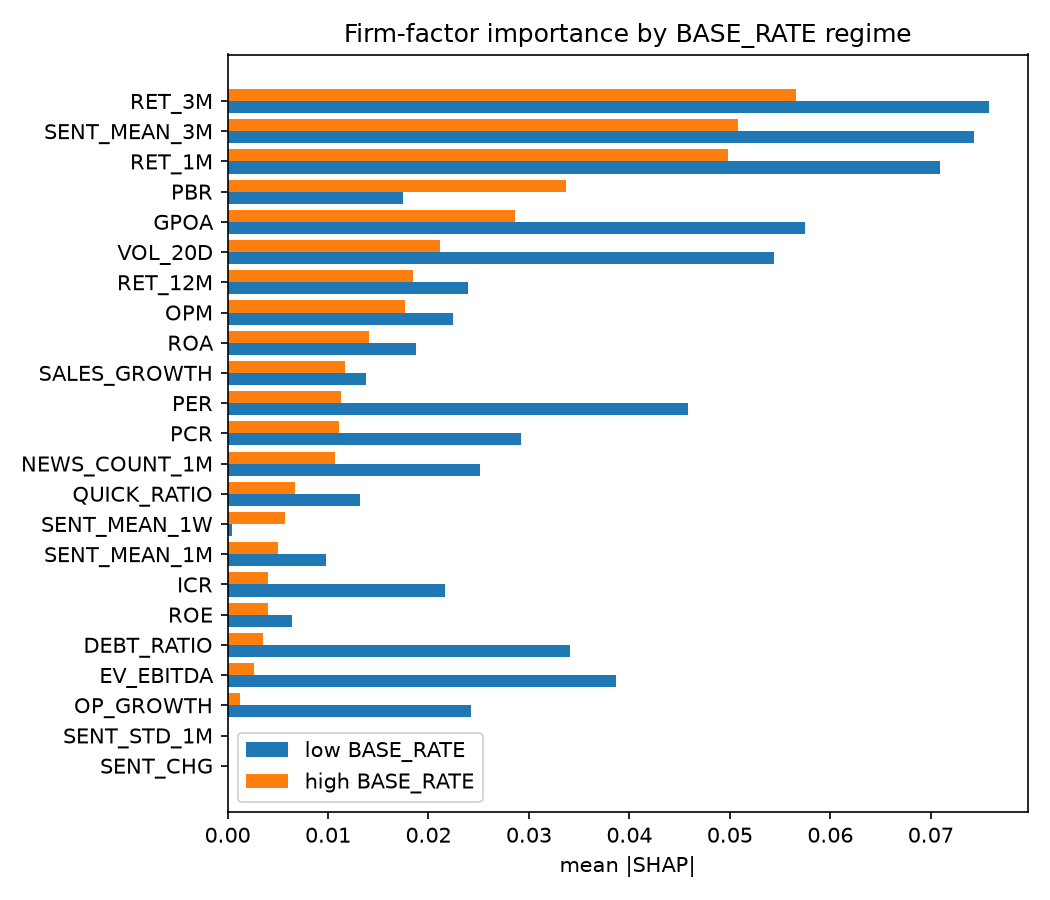 Firm-factor importance by BASE_RATE regime
RET_3M
SENT_MEAN_3M
RET_1M
PBR
GPOA
VOL_20D
RET_12M
OPM
ROA
SALES_GROWTH
PER
PCR
NEWS_COUNT_1M
QUICK_RATIO
SENT_MEAN_1W
SENT_MEAN_1M
ICR
ROE
DEBT_RATIO
EV_EBITDA
OP_GROWTH
SENT_STD_1M
SENT_CHG
low BASE_RATE
high BASE_RATE
0.00 0.01 0.02 0.03 0.04 0.05 0.06 0.07
mean |SHAP|